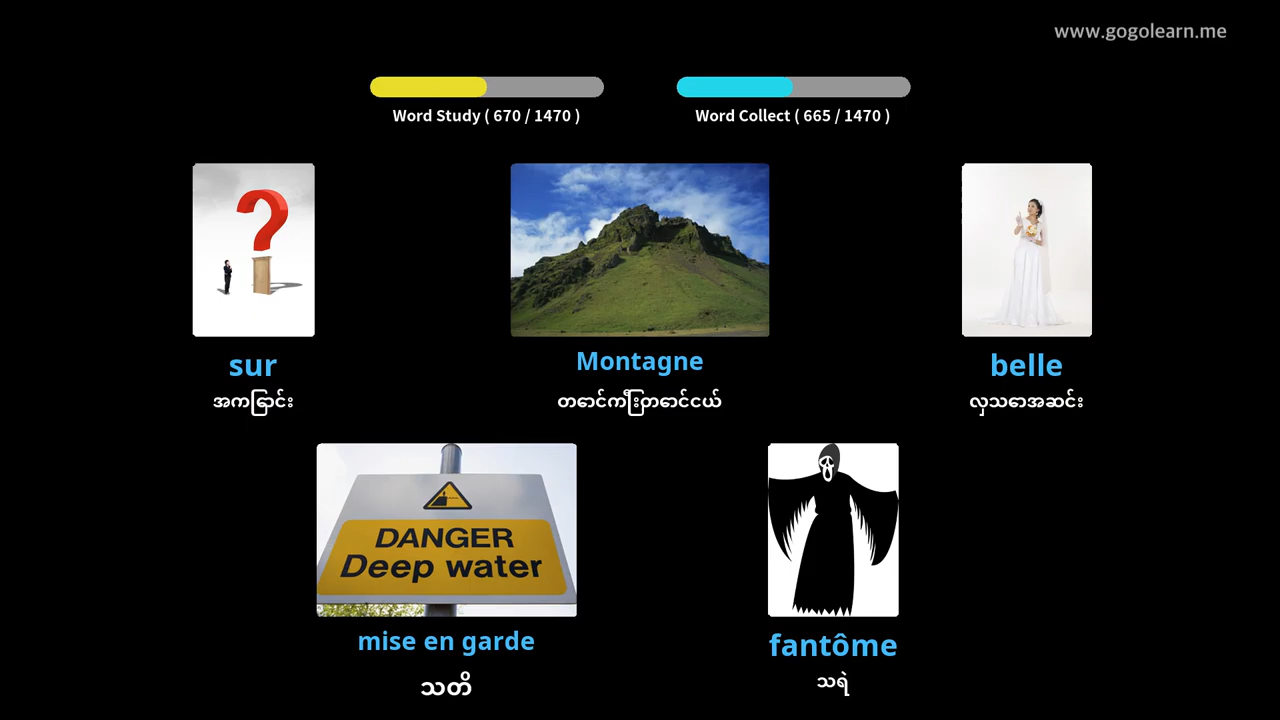 www.gogolearn.me
Word Study ( 670 / 1470 )
Word Collect ( 665 / 1470 )
sur
အကြောင်း
Montagne
တောင်ကြီးတောင်ငယ်
belle
လှသောအဆင်း
DANGER
Deep water
mise en garde
သတိ
fantôme
သရဲ